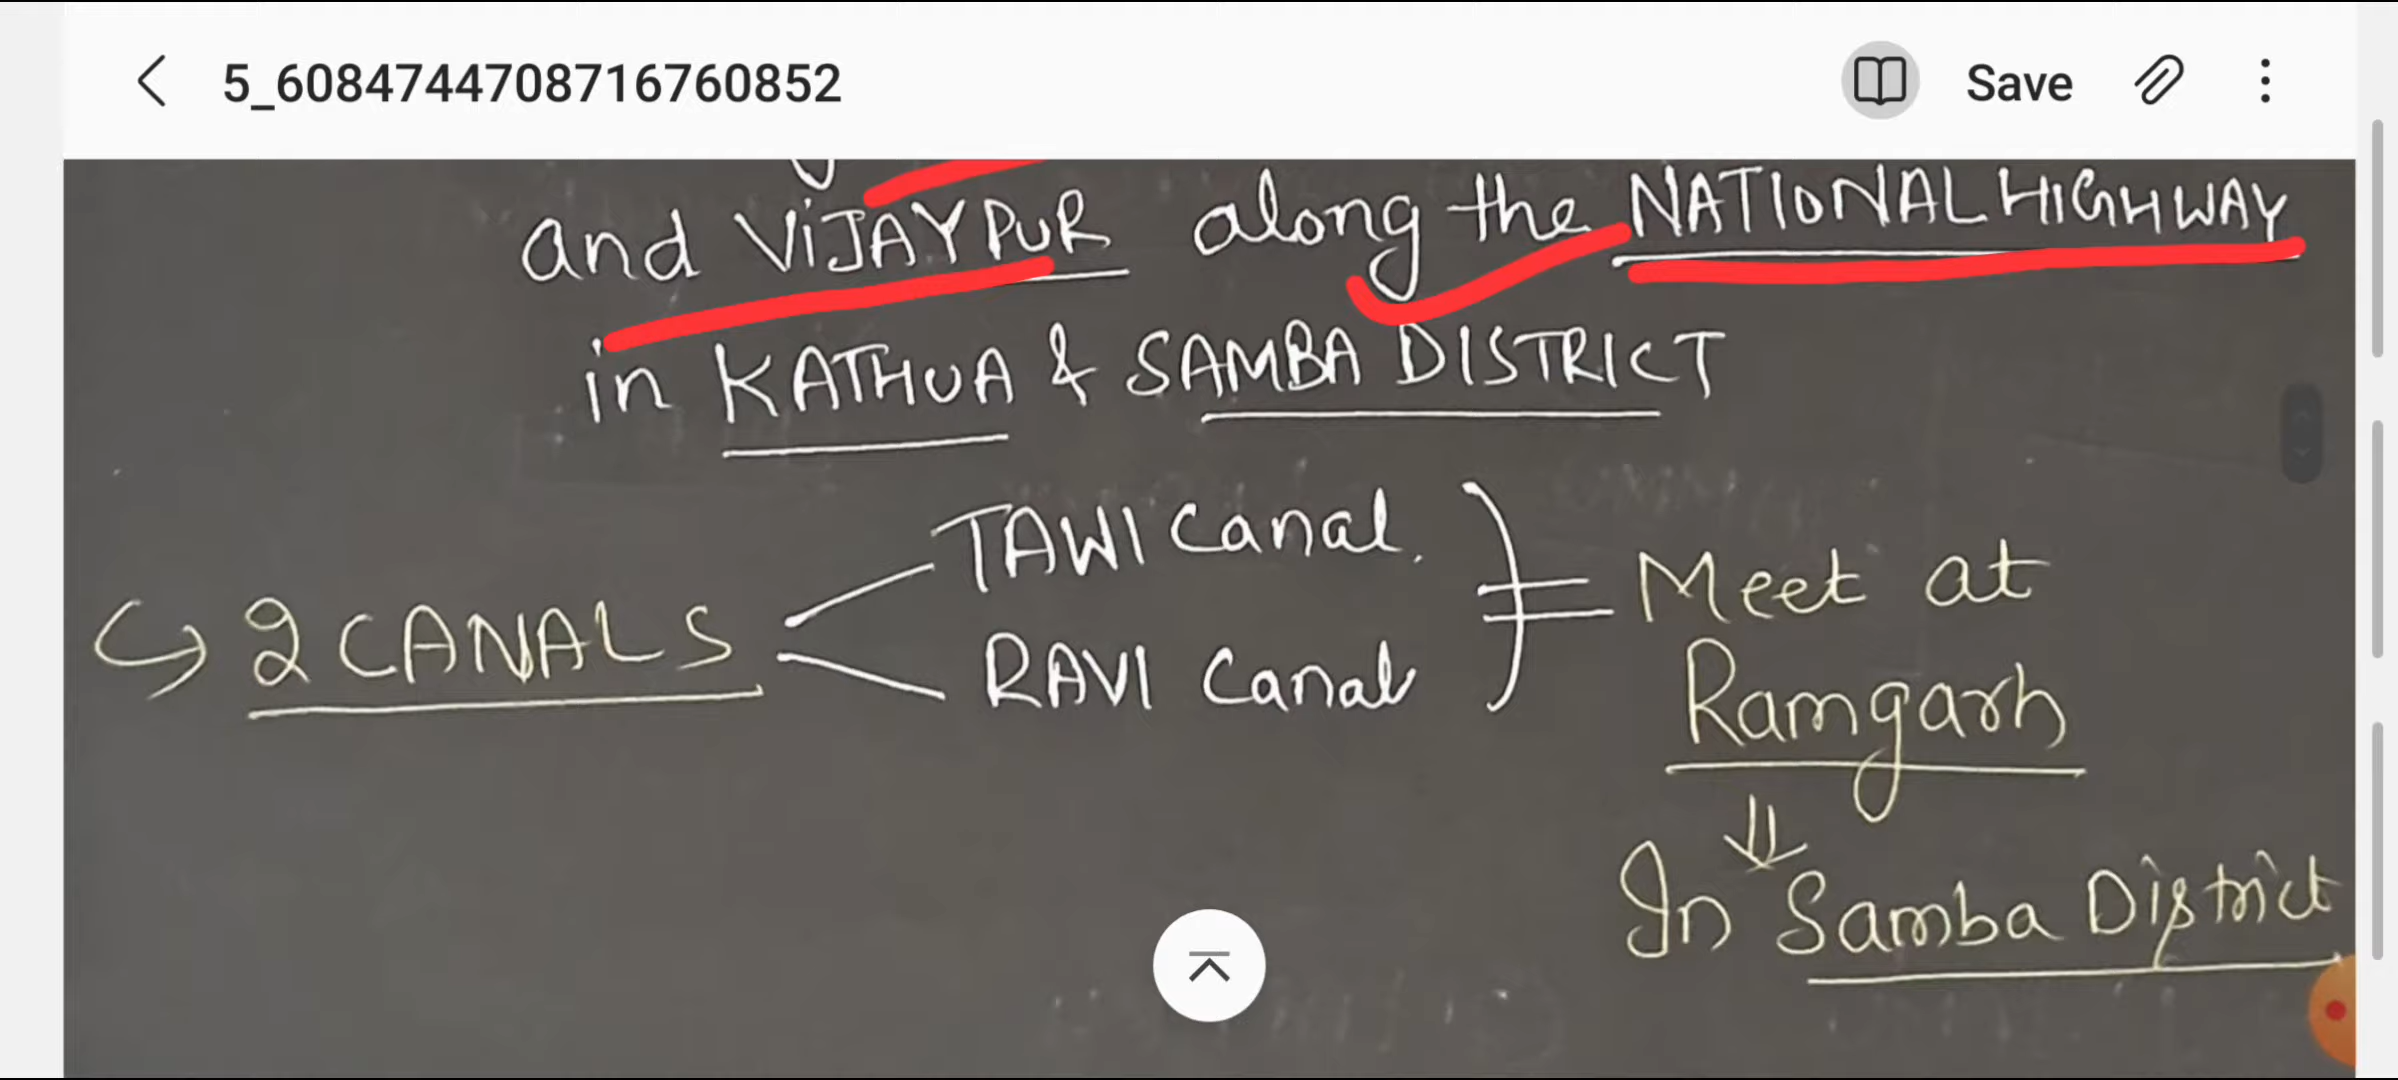 5_6084744708716760852
Save
and VIJAYPUR along the NATIONAL HIGHWAY
in KATHUA & SAMBA DISTRICT
TAWI Canal.
2 CANALS
RAVI Canal
Meet at
Ramgarh
In Samba District